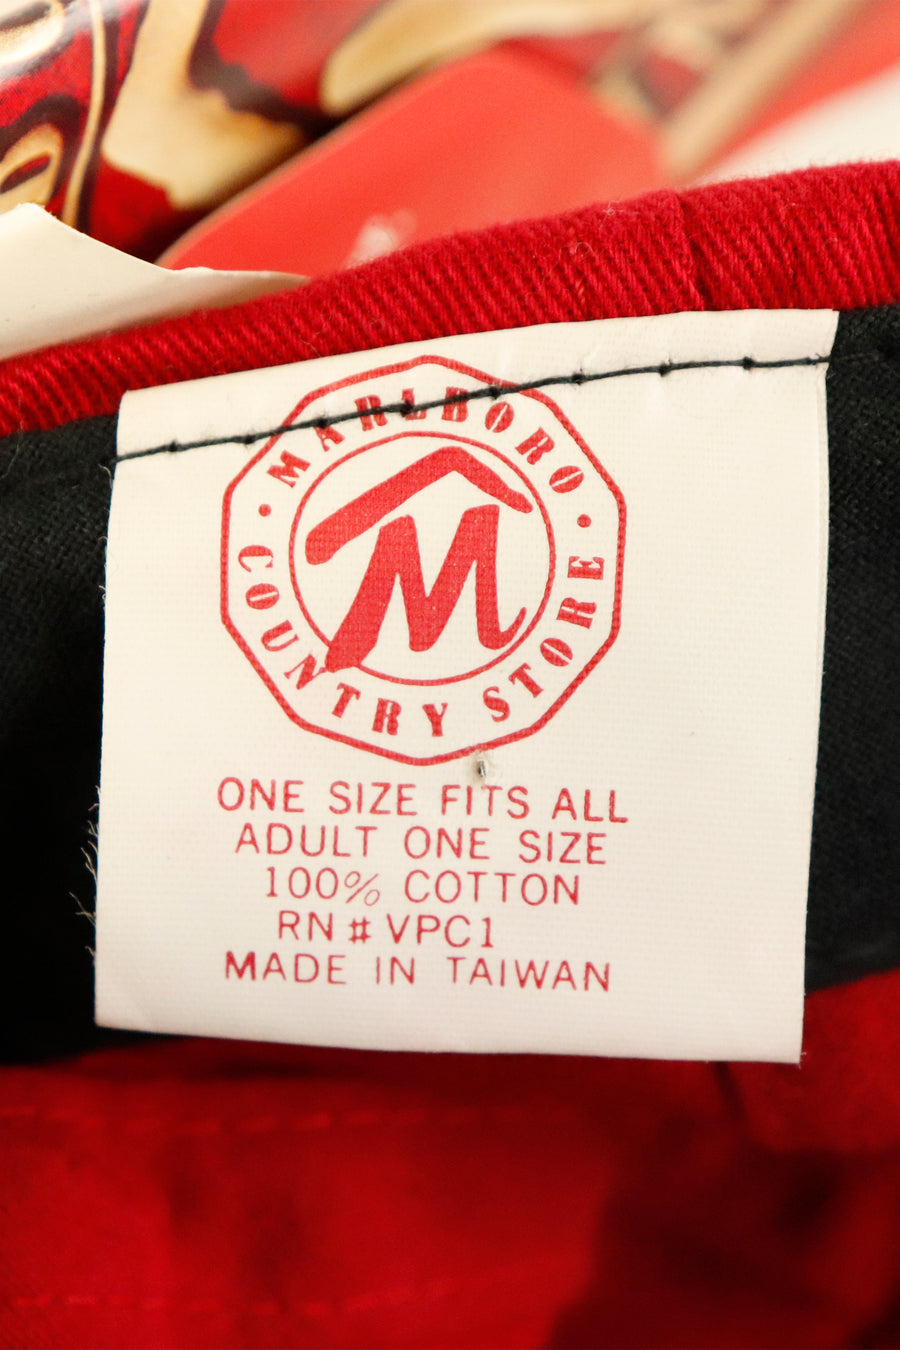 MARLBORO
COUNTRY STORE
M
ONE SIZE FITS ALL
ADULT ONE SIZE
100% COTTON
RN # VPC1
MADE IN TAIWAN